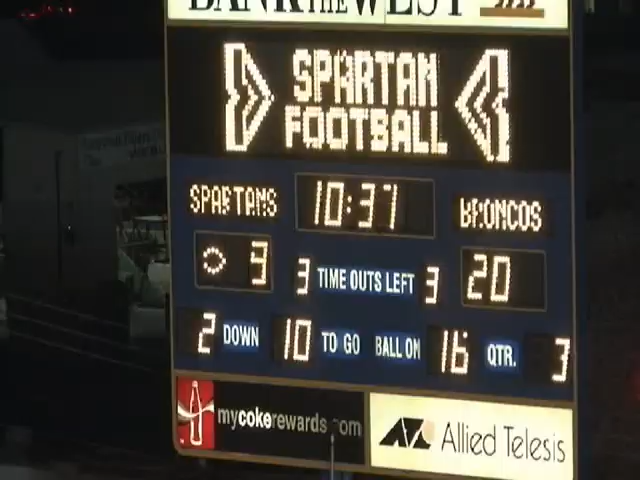 BANK OF THE WEST
SPARTAN
FOOTBALL
SPARTANS 10:37 BRONCOS
3 3 TIME OUTS LEFT 3 20
2 DOWN 10 TO GO BALL ON 16 QTR. 3
mycokerewards.com
Allied Telesis